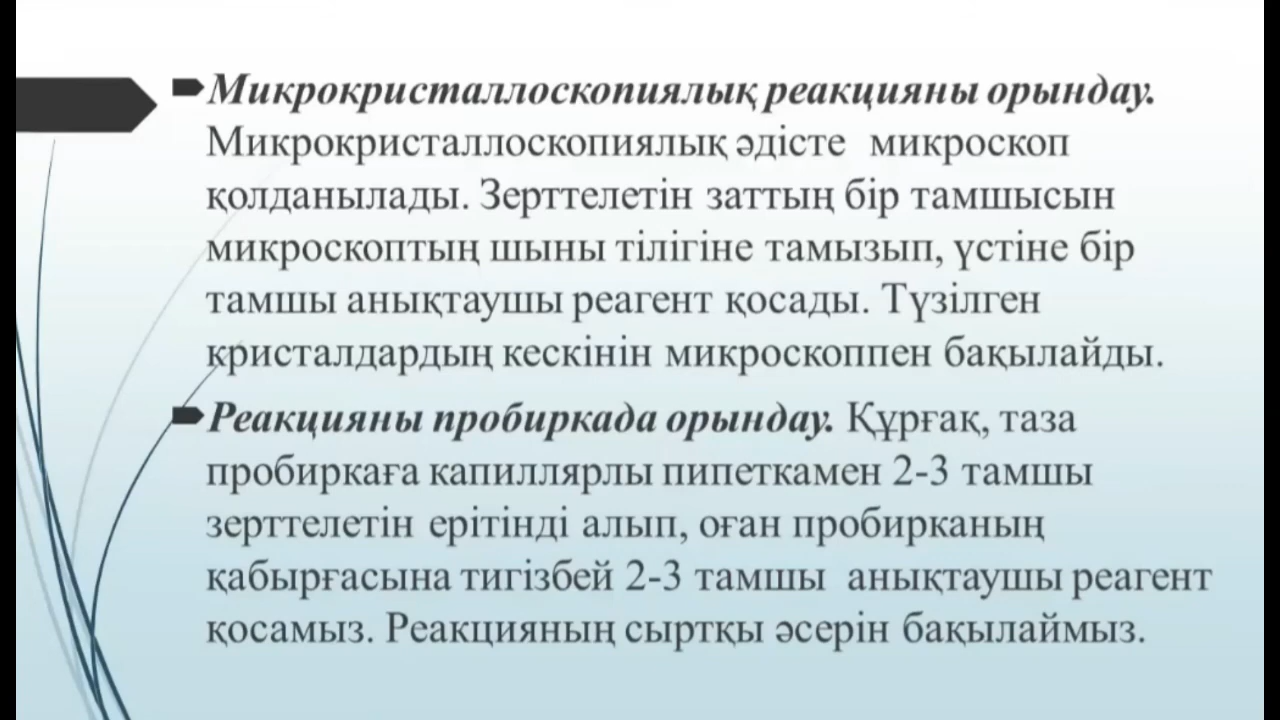 Микрокристаллоскопиялық реакцияны орындау.
Микрокристаллоскопиялық әдісте микроскоп
қолданылады. Зерттелетін заттың бір тамшысын
микроскоптың шыны тілігіне тамызып, үстіне бір
тамшы анықтаушы реагент қосады. Түзілген
кристалдардың кескінін микроскоппен бақылайды.
Реакцияны пробиркада орындау. Құрғақ, таза
пробиркаға капиллярлы пипеткамен 2-3 тамшы
зерттелетін ерітінді алып, оған пробирканың
қабырғасына тигізбей 2-3 тамшы анықтаушы реагент
қосамыз. Реакцияның сыртқы әсерін бақылаймыз.